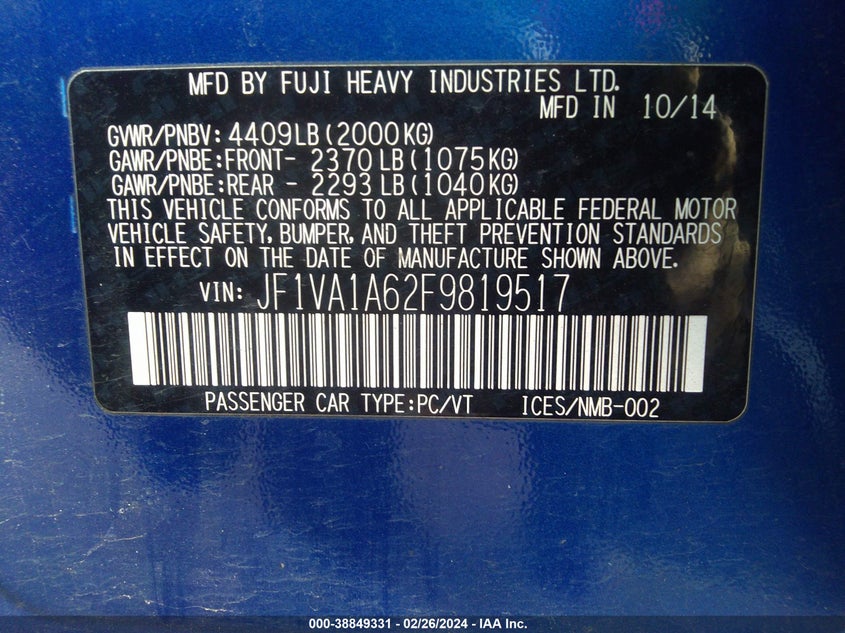 MFD BY FUJI HEAVY INDUSTRIES LTD.
MFD IN 10/14
GVWR/PNBV: 4409LB(2000KG)
GAWR/PNBE:FRONT- 2370LB(1075KG)
GAWR/PNBE:REAR - 2293LB(1040KG)
THIS VEHICLE CONFORMS TO ALL APPLICABLE FEDERAL MOTOR
VEHICLE SAFETY, BUMPER, AND THEFT PREVENTION STANDARDS
IN EFFECT ON THE DATE OF MANUFACTURE SHOWN ABOVE.
VIN: JF1VA1A62F9819517
PASSENGER CAR TYPE:PC/VT ICES/NMB-002
000-38849331 - 02/26/2024 - IAA Inc.